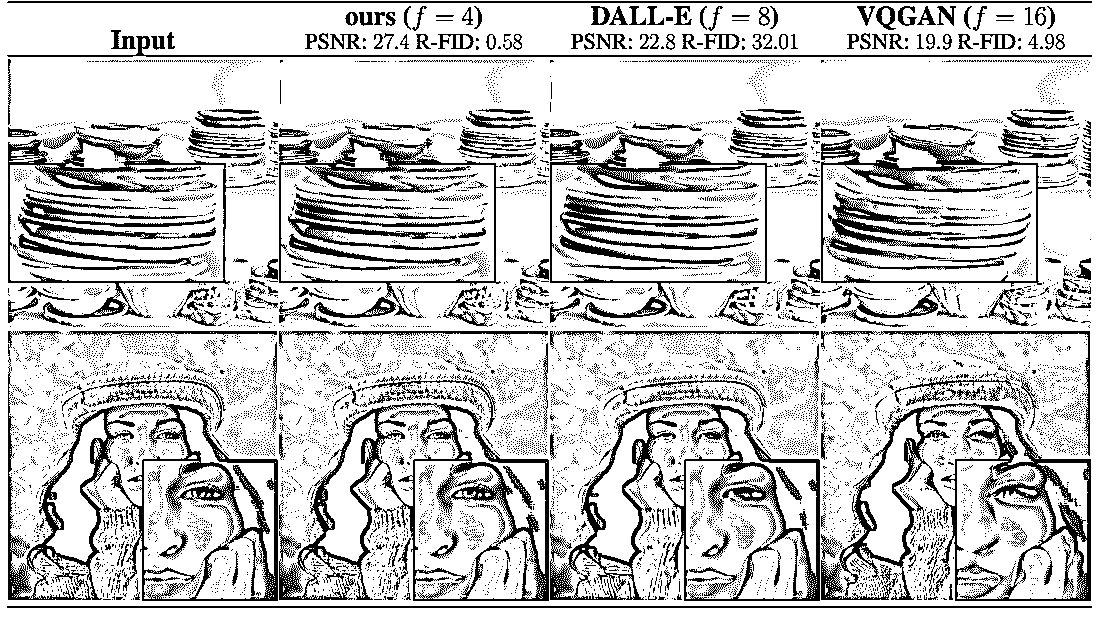 Input
ours (f = 4)
PSNR: 27.4 R-FID: 0.58
DALL-E (f = 8)
PSNR: 22.8 R-FID: 32.01
VQGAN (f = 16)
PSNR: 19.9 R-FID: 4.98